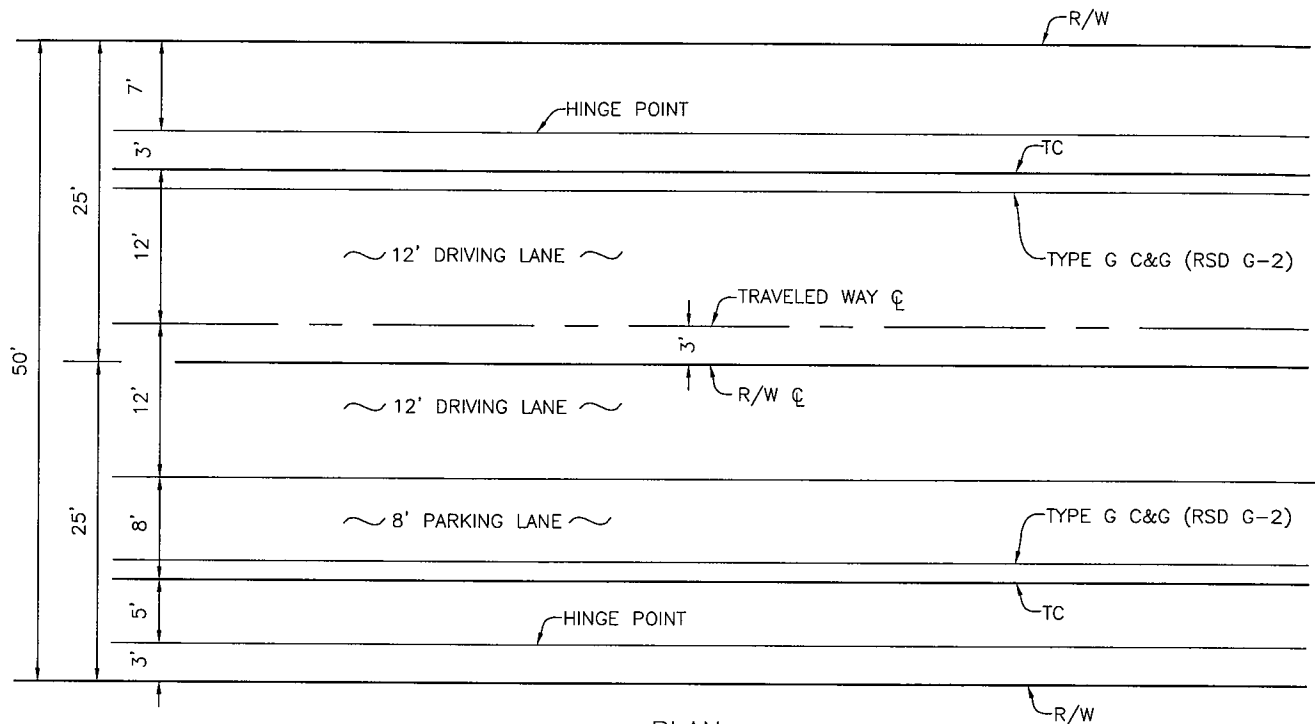 R/W
7'
HINGE POINT
3'
TC
25'
12'
~ 12' DRIVING LANE ~
TYPE G C&G (RSD G-2)
TRAVELED WAY ℄
3'
50'
R/W ℄
12'
~ 12' DRIVING LANE ~
25'
8'
~ 8' PARKING LANE ~
TYPE G C&G (RSD G-2)
TC
5'
HINGE POINT
3'
R/W